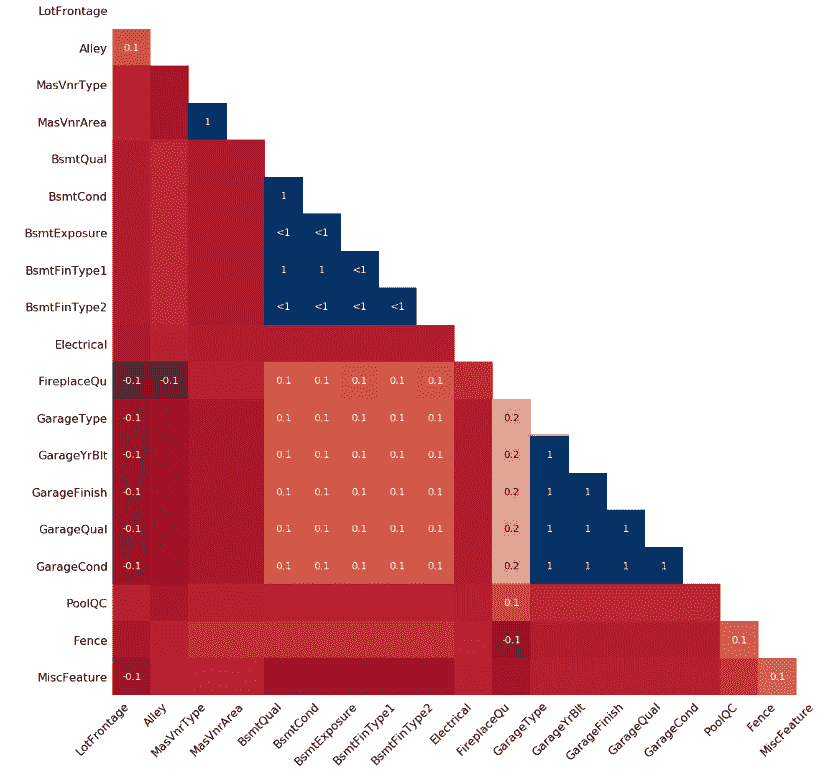 LotFrontage
Alley 0.1
MasVnrType
MasVnrArea 1
BsmtQual
BsmtCond 1
BsmtExposure <1 <1
BsmtFinType1 1 1 <1
BsmtFinType2 <1 <1 <1 <1
Electrical
FireplaceQu -0.1 -0.1 0.1 0.1 0.1 0.1 0.1
GarageType -0.1 0.1 0.1 0.1 0.1 0.1 0.2
GarageYrBlt -0.1 0.1 0.1 0.1 0.1 0.1 0.2 1
GarageFinish -0.1 0.1 0.1 0.1 0.1 0.1 0.2 1 1
GarageQual -0.1 0.1 0.1 0.1 0.1 0.1 0.2 1 1 1
GarageCond -0.1 0.1 0.1 0.1 0.1 0.1 0.2 1 1 1 1
PoolQC 0.1
Fence -0.1 0.1
MiscFeature -0.1 0.1
LotFrontage Alley MasVnrType MasVnrArea BsmtQual BsmtCond BsmtExposure BsmtFinType1 BsmtFinType2 Electrical FireplaceQu GarageType GarageYrBlt GarageFinish GarageQual GarageCond PoolQC Fence MiscFeature